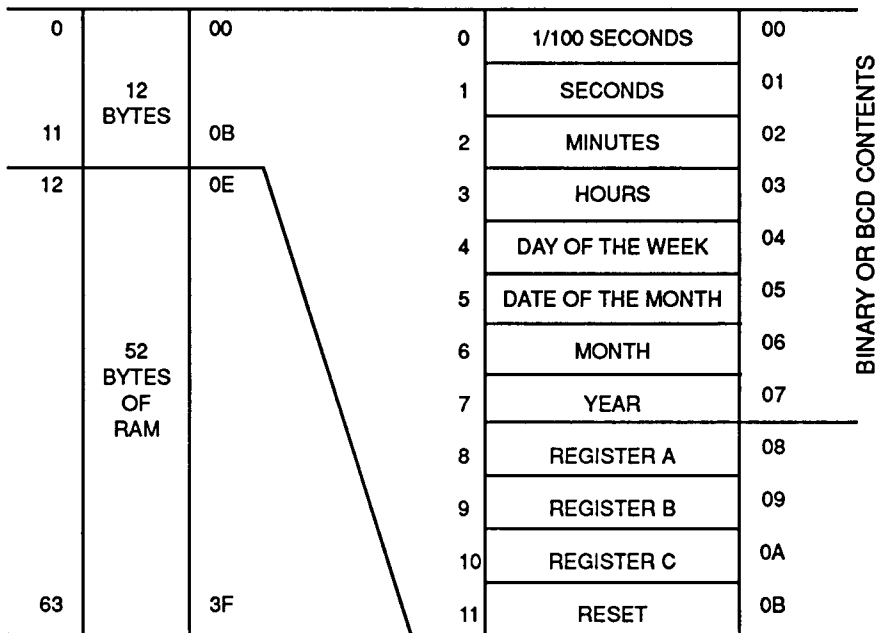 0 00
12
BYTES
11 0B
12 0E
52
BYTES
OF
RAM
63 3F
0 1/100 SECONDS 00
1 SECONDS 01
2 MINUTES 02
3 HOURS 03
4 DAY OF THE WEEK 04
5 DATE OF THE MONTH 05
6 MONTH 06
7 YEAR 07
8 REGISTER A 08
9 REGISTER B 09
10 REGISTER C 0A
11 RESET 0B
BINARY OR BCD CONTENTS